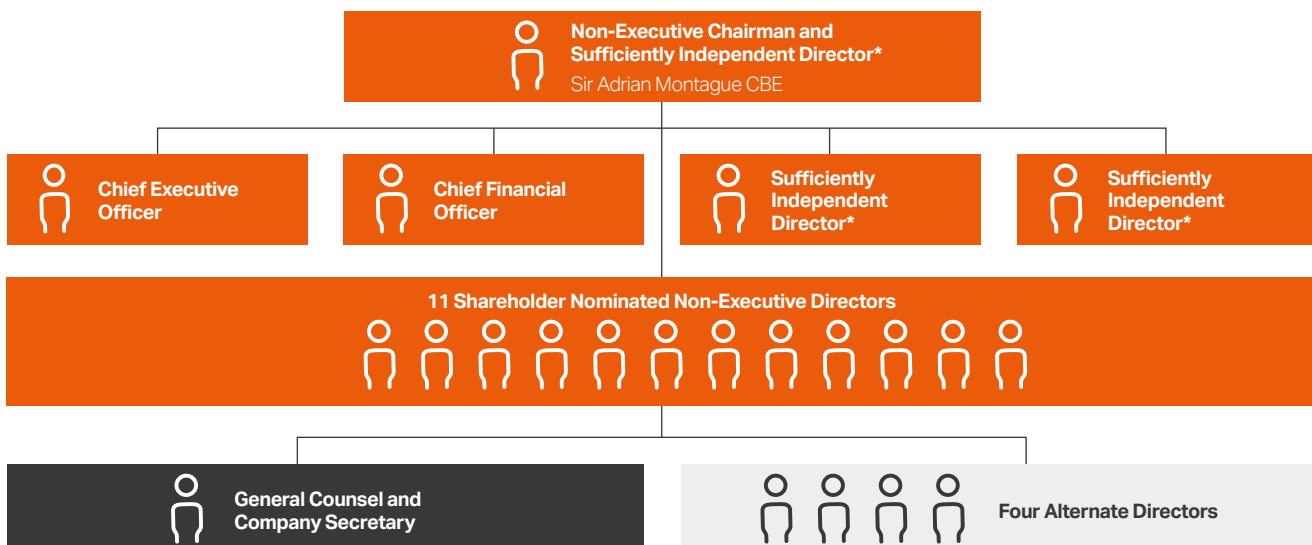 Non-Executive Chairman and
Sufficiently Independent Director*
Sir Adrian Montague CBE
Chief Executive
Officer
Chief Financial
Officer
Sufficiently
Independent
Director*
Sufficiently
Independent
Director*
11 Shareholder Nominated Non-Executive Directors
General Counsel and
Company Secretary
Four Alternate Directors